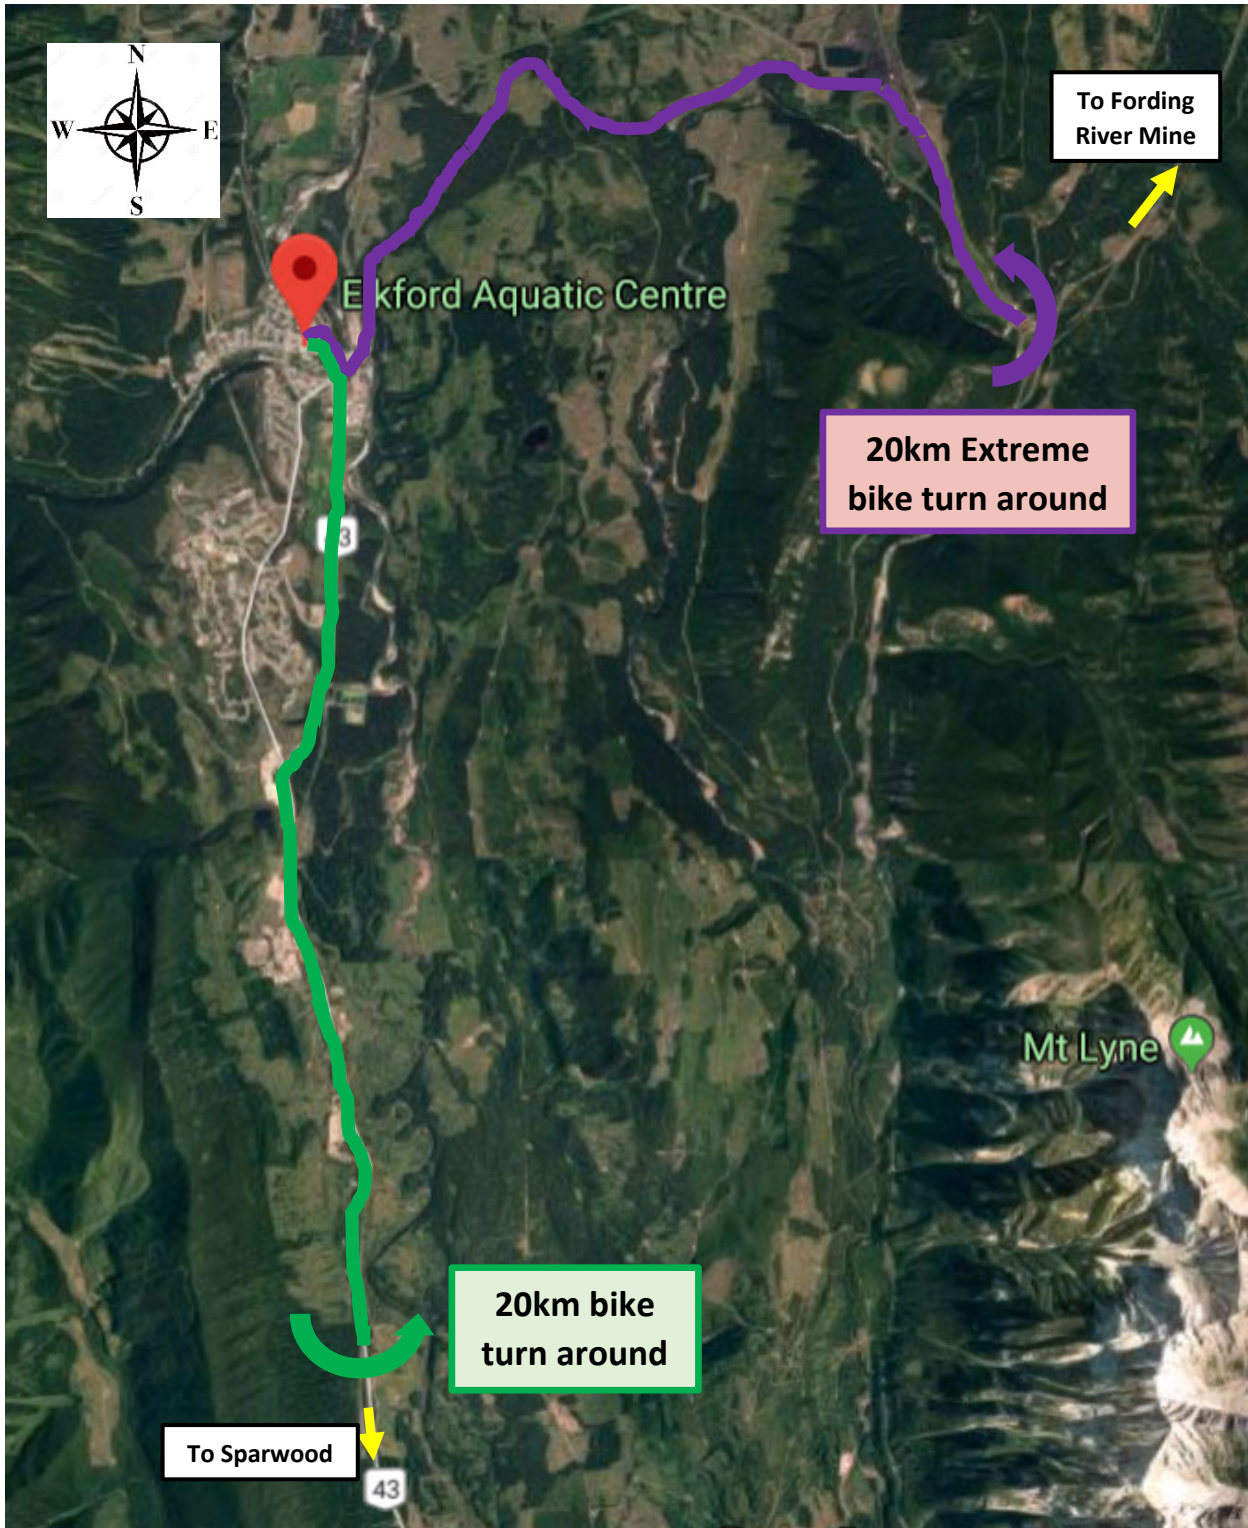 N
W E
S
To Fording
River Mine
Elkford Aquatic Centre
20km Extreme
bike turn around
Mt Lyne
20km bike
turn around
To Sparwood
43